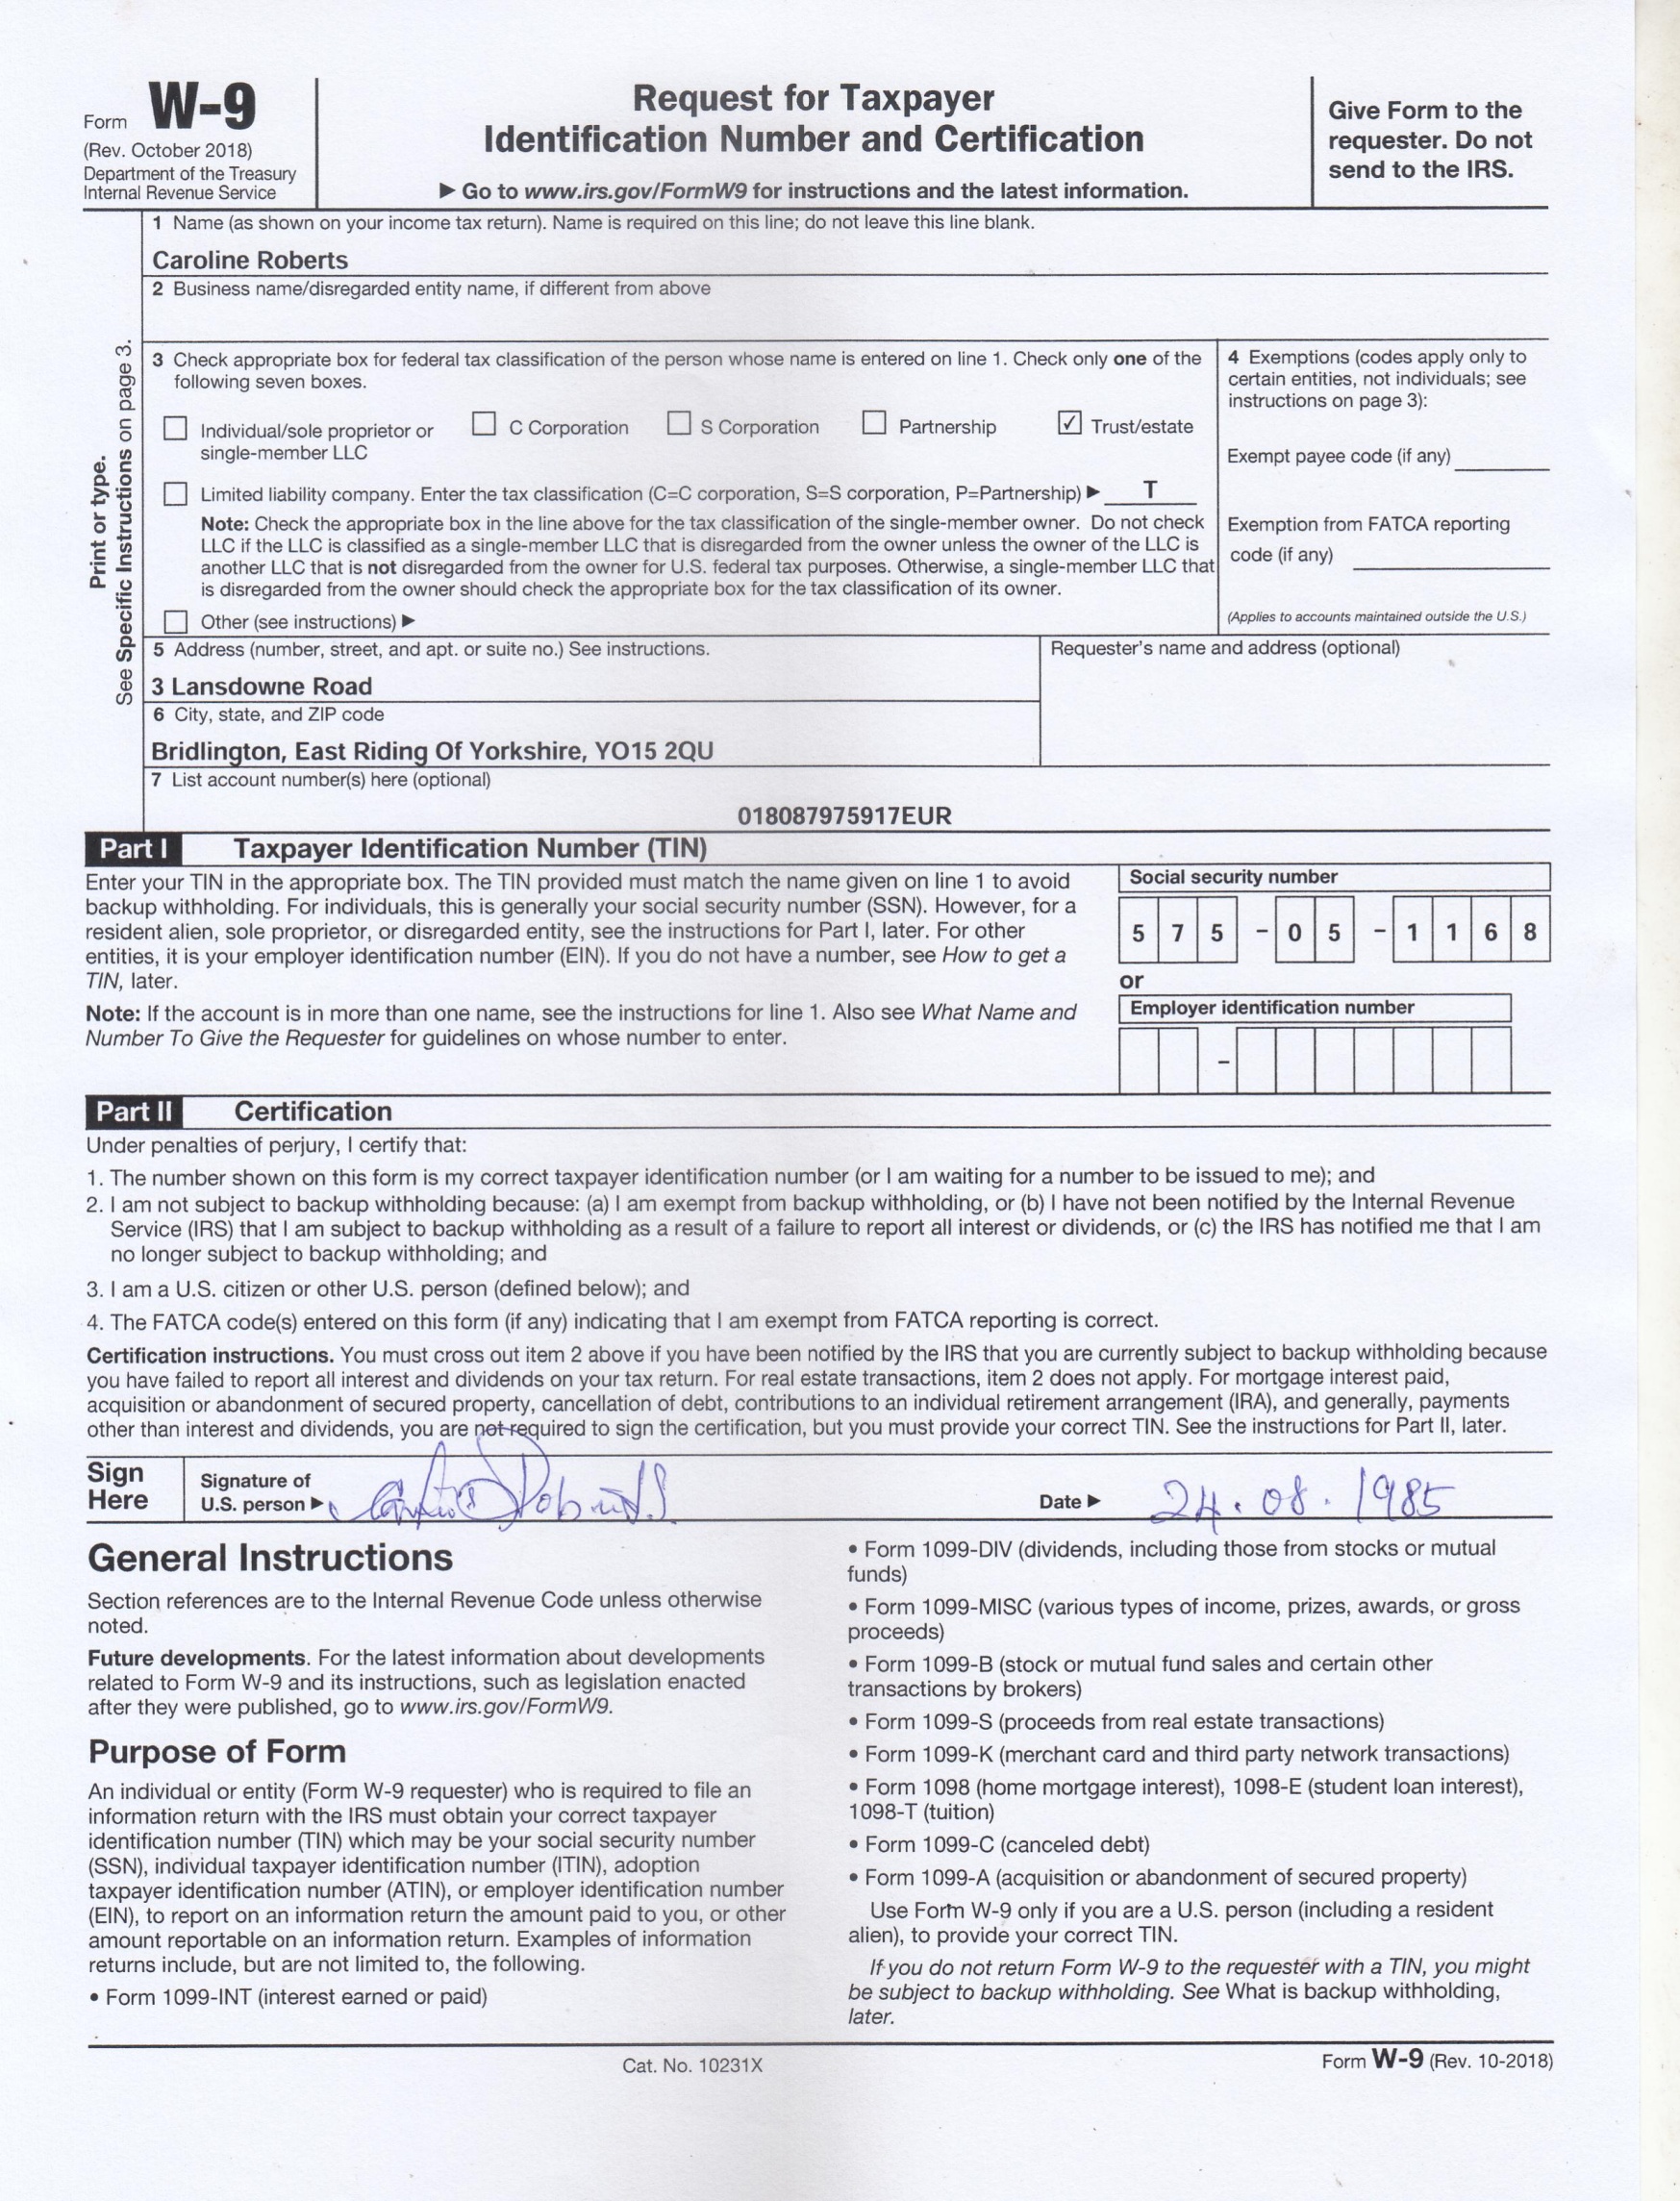 Form W-9
(Rev. October 2018)
Department of the Treasury
Internal Revenue Service
Request for Taxpayer
Identification Number and Certification
▶ Go to www.irs.gov/FormW9 for instructions and the latest information.
Give Form to the
requester. Do not
send to the IRS.
Print or type.
See Specific Instructions on page 3.
1 Name (as shown on your income tax return). Name is required on this line; do not leave this line blank.
Caroline Roberts
2 Business name/disregarded entity name, if different from above
3 Check appropriate box for federal tax classification of the person whose name is entered on line 1. Check only one of the
following seven boxes.
Individual/sole proprietor or
single-member LLC
C Corporation
S Corporation
Partnership
✓ Trust/estate
Limited liability company. Enter the tax classification (C=C corporation, S=S corporation, P=Partnership) ▶ T
Note: Check the appropriate box in the line above for the tax classification of the single-member owner. Do not check
LLC if the LLC is classified as a single-member LLC that is disregarded from the owner unless the owner of the LLC is
another LLC that is not disregarded from the owner for U.S. federal tax purposes. Otherwise, a single-member LLC that
is disregarded from the owner should check the appropriate box for the tax classification of its owner.
Other (see instructions) ▶
4 Exemptions (codes apply only to
certain entities, not individuals; see
instructions on page 3):
Exempt payee code (if any)
Exemption from FATCA reporting
code (if any)
(Applies to accounts maintained outside the U.S.)
5 Address (number, street, and apt. or suite no.) See instructions.
3 Lansdowne Road
6 City, state, and ZIP code
Bridlington, East Riding Of Yorkshire, YO15 2QU
Requester's name and address (optional)
7 List account number(s) here (optional)
018087975917EUR
Part I Taxpayer Identification Number (TIN)
Enter your TIN in the appropriate box. The TIN provided must match the name given on line 1 to avoid
backup withholding. For individuals, this is generally your social security number (SSN). However, for a
resident alien, sole proprietor, or disregarded entity, see the instructions for Part I, later. For other
entities, it is your employer identification number (EIN). If you do not have a number, see How to get a
TIN, later.
Note: If the account is in more than one name, see the instructions for line 1. Also see What Name and
Number To Give the Requester for guidelines on whose number to enter.
Social security number
5 7 5 - 0 5 - 1 1 6 8
or
Employer identification number
-
Part II Certification
Under penalties of perjury, I certify that:
1. The number shown on this form is my correct taxpayer identification number (or I am waiting for a number to be issued to me); and
2. I am not subject to backup withholding because: (a) I am exempt from backup withholding, or (b) I have not been notified by the Internal Revenue
Service (IRS) that I am subject to backup withholding as a result of a failure to report all interest or dividends, or (c) the IRS has notified me that I am
no longer subject to backup withholding; and
3. I am a U.S. citizen or other U.S. person (defined below); and
4. The FATCA code(s) entered on this form (if any) indicating that I am exempt from FATCA reporting is correct.
Certification instructions. You must cross out item 2 above if you have been notified by the IRS that you are currently subject to backup withholding because
you have failed to report all interest and dividends on your tax return. For real estate transactions, item 2 does not apply. For mortgage interest paid,
acquisition or abandonment of secured property, cancellation of debt, contributions to an individual retirement arrangement (IRA), and generally, payments
other than interest and dividends, you are not required to sign the certification, but you must provide your correct TIN. See the instructions for Part II, later.
Sign
Here
Signature of
U.S. person ▶
Date ▶ 24.08.1985
General Instructions
Section references are to the Internal Revenue Code unless otherwise
noted.
Future developments. For the latest information about developments
related to Form W-9 and its instructions, such as legislation enacted
after they were published, go to www.irs.gov/FormW9.
Purpose of Form
An individual or entity (Form W-9 requester) who is required to file an
information return with the IRS must obtain your correct taxpayer
identification number (TIN) which may be your social security number
(SSN), individual taxpayer identification number (ITIN), adoption
taxpayer identification number (ATIN), or employer identification number
(EIN), to report on an information return the amount paid to you, or other
amount reportable on an information return. Examples of information
returns include, but are not limited to, the following.
• Form 1099-INT (interest earned or paid)
• Form 1099-DIV (dividends, including those from stocks or mutual
funds)
• Form 1099-MISC (various types of income, prizes, awards, or gross
proceeds)
• Form 1099-B (stock or mutual fund sales and certain other
transactions by brokers)
• Form 1099-S (proceeds from real estate transactions)
• Form 1099-K (merchant card and third party network transactions)
• Form 1098 (home mortgage interest), 1098-E (student loan interest),
1098-T (tuition)
• Form 1099-C (canceled debt)
• Form 1099-A (acquisition or abandonment of secured property)
Use Form W-9 only if you are a U.S. person (including a resident
alien), to provide your correct TIN.
If you do not return Form W-9 to the requester with a TIN, you might
be subject to backup withholding. See What is backup withholding,
later.
Cat. No. 10231X
Form W-9 (Rev. 10-2018)